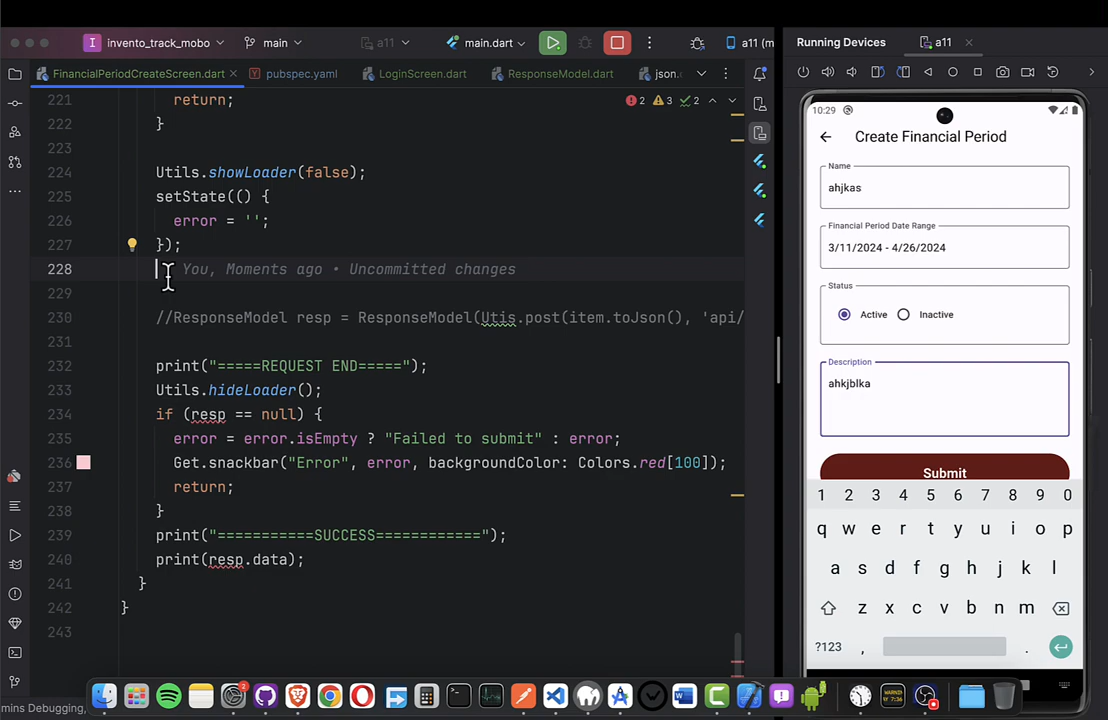 invento_track_mobo
main
a11
main.dart
a11 (m
Running Devices
a11
FinancialPeriodCreateScreen.dart
pubspec.yaml
LoginScreen.dart
ResponseModel.dart
json.
221 return;
2 3 2
222 }
223
224 Utils.showLoader(false);
225 setState(() {
226 error = '';
227 });
228 You, Moments ago • Uncommitted changes
229
230 //ResponseModel resp = ResponseModel(Utis.post(item.toJson(), 'api/
231
232 print("=====REQUEST END=====");
233 Utils.hideLoader();
234 if (resp == null) {
235 error = error.isEmpty ? "Failed to submit" : error;
236 Get.snackbar("Error", error, backgroundColor: Colors.red[100]);
237 return;
238 }
239 print("===========SUCCESS============");
240 print(resp.data);
241 }
242 }
243
10:29
Create Financial Period
Name
ahjkas
Financial Period Date Range
3/11/2024 - 4/26/2024
Status
Active Inactive
Description
ahkjblka
Submit
1 2 3 4 5 6 7 8 9 0
q w e r t y u i o p
a s d f g h j k l
z x c v b n m
?123 , .
mins Debugging,